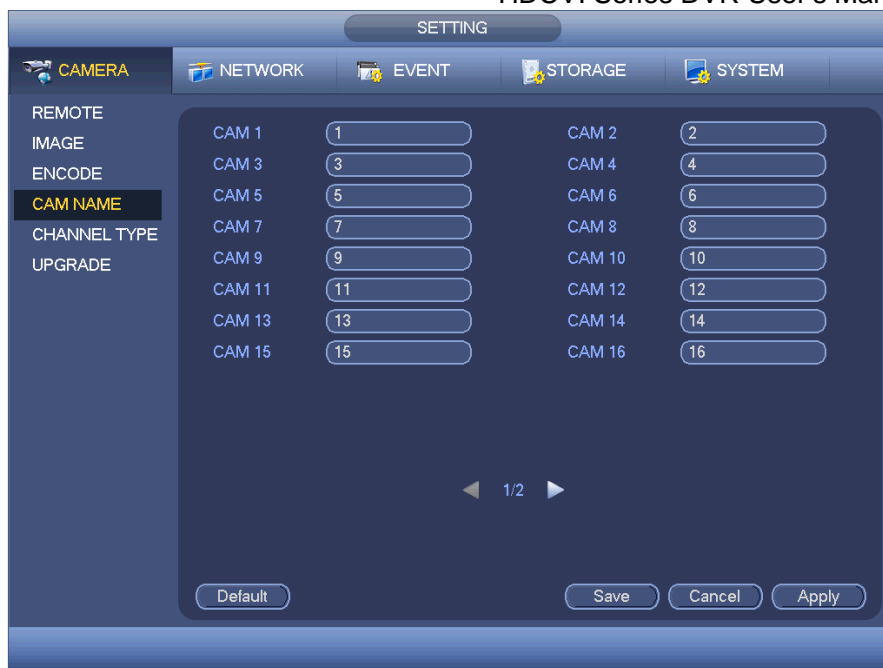 SETTING
CAMERA NETWORK EVENT STORAGE SYSTEM
REMOTE
IMAGE
ENCODE
CAM NAME
CHANNEL TYPE
UPGRADE
CAM 1 1 CAM 2 2
CAM 3 3 CAM 4 4
CAM 5 5 CAM 6 6
CAM 7 7 CAM 8 8
CAM 9 9 CAM 10 10
CAM 11 11 CAM 12 12
CAM 13 13 CAM 14 14
CAM 15 15 CAM 16 16
1/2
Default Save Cancel Apply